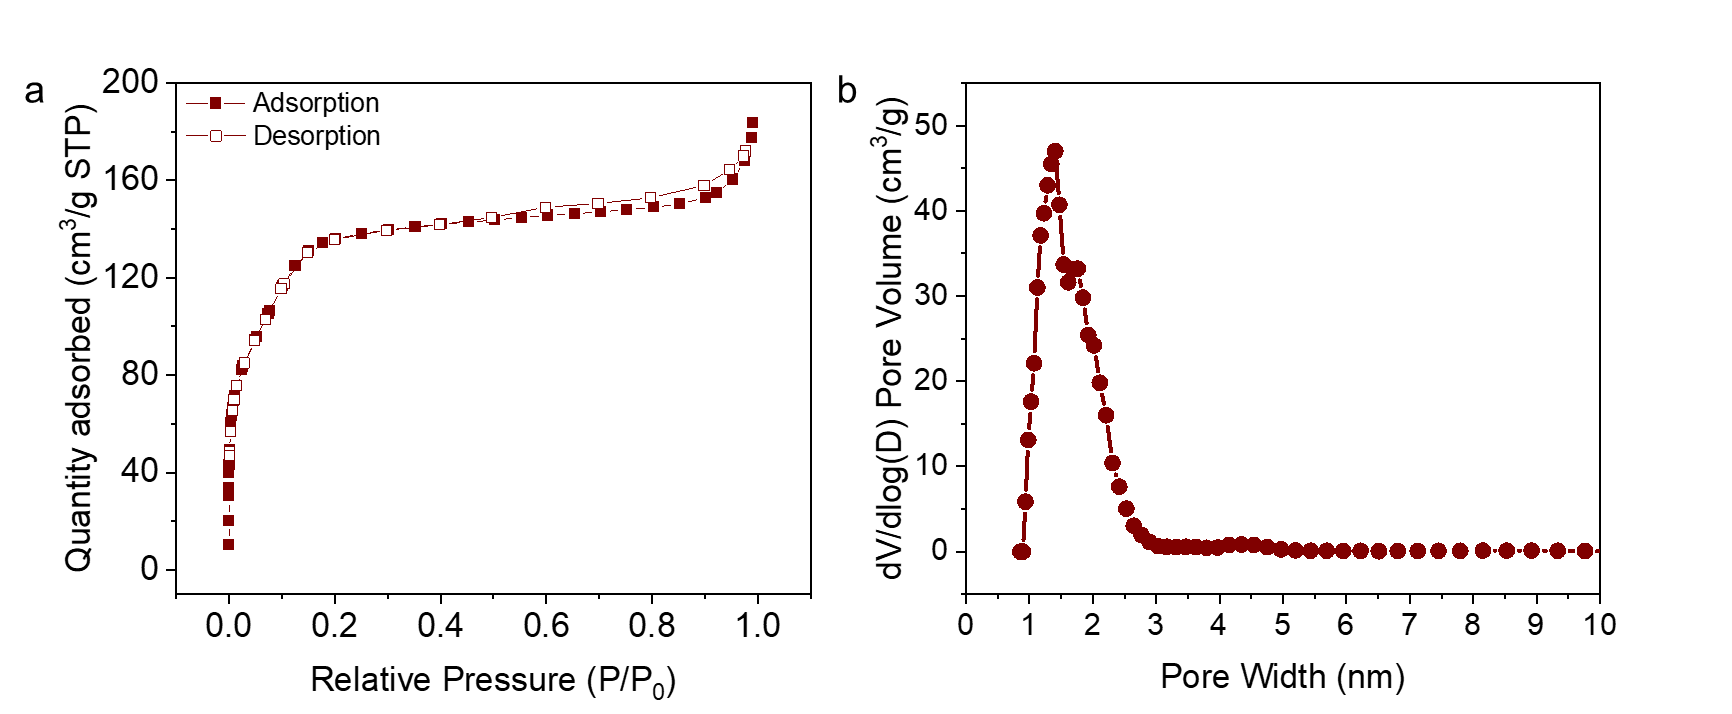 a
Quantity adsorbed (cm³/g STP)
200
160
120
80
40
0
Adsorption
Desorption
0.0 0.2 0.4 0.6 0.8 1.0
Relative Pressure (P/P₀)
b
dV/dlog(D) Pore Volume (cm³/g)
50
40
30
20
10
0
0 1 2 3 4 5 6 7 8 9 10
Pore Width (nm)